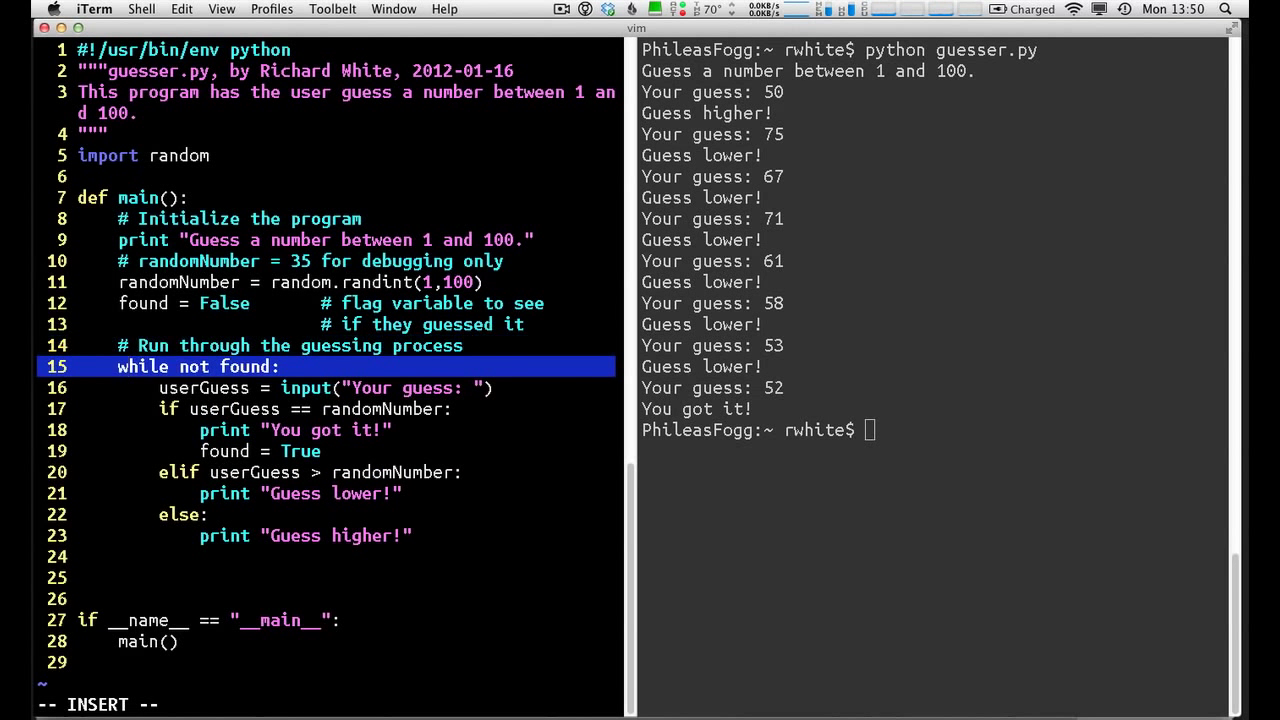 iTerm Shell Edit View Profiles Toolbelt Window Help 70° 0.0KB/s 0.0KB/s Charged Mon 13:50
vim
1 #!/usr/bin/env python
2 """guesser.py, by Richard White, 2012-01-16
3 This program has the user guess a number between 1 an
d 100.
4 """
5 import random
6
7 def main():
8 # Initialize the program
9 print "Guess a number between 1 and 100."
10 # randomNumber = 35 for debugging only
11 randomNumber = random.randint(1,100)
12 found = False # flag variable to see
13 # if they guessed it
14 # Run through the guessing process
15 while not found:
16 userGuess = input("Your guess: ")
17 if userGuess == randomNumber:
18 print "You got it!"
19 found = True
20 elif userGuess > randomNumber:
21 print "Guess lower!"
22 else:
23 print "Guess higher!"
24
25
26
27 if __name__ == "__main__":
28 main()
29
~
-- INSERT --
PhileasFogg:~ rwhite$ python guesser.py
Guess a number between 1 and 100.
Your guess: 50
Guess higher!
Your guess: 75
Guess lower!
Your guess: 67
Guess lower!
Your guess: 71
Guess lower!
Your guess: 61
Guess lower!
Your guess: 58
Guess lower!
Your guess: 53
Guess lower!
Your guess: 52
You got it!
PhileasFogg:~ rwhite$